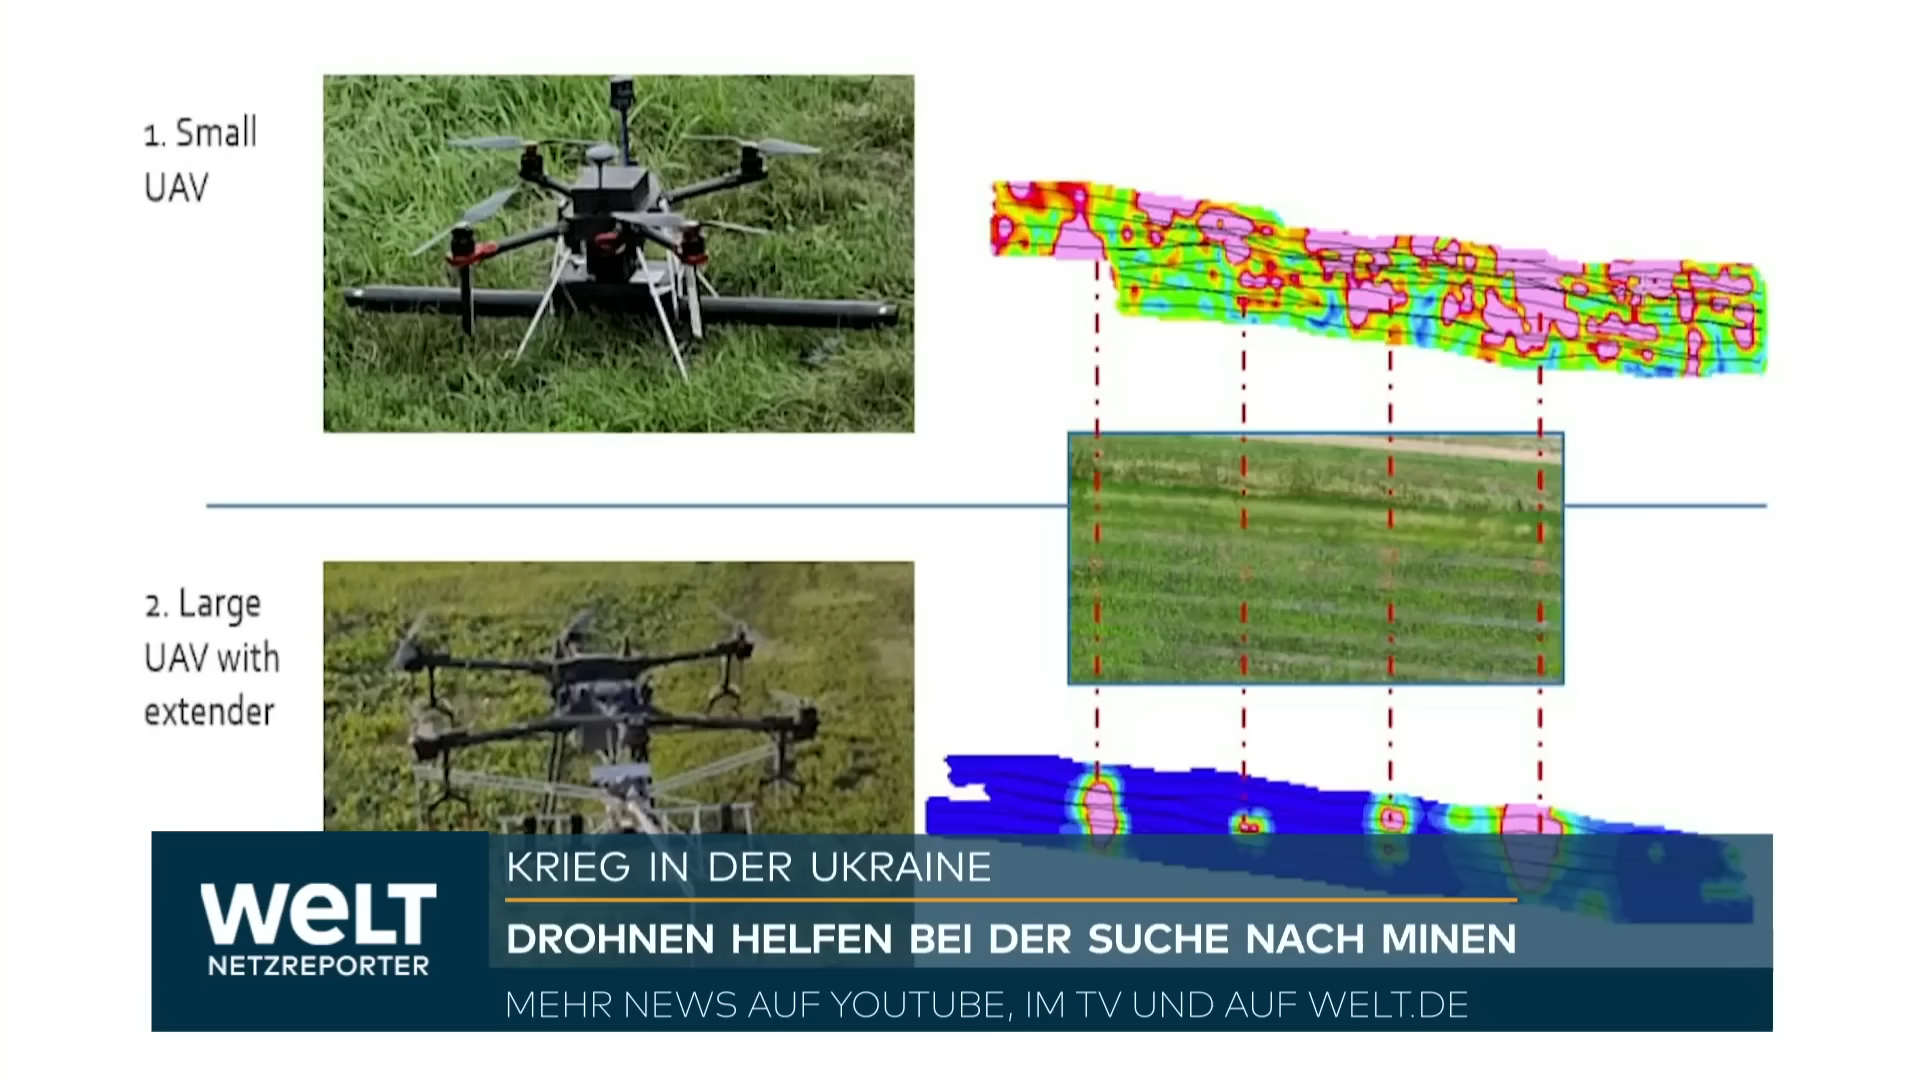 1. Small
UAV
2. Large
UAV with
extender
WELT
NETZREPORTER
KRIEG IN DER UKRAINE
DROHNEN HELFEN BEI DER SUCHE NACH MINEN
MEHR NEWS AUF YOUTUBE, IM TV UND AUF WELT.DE